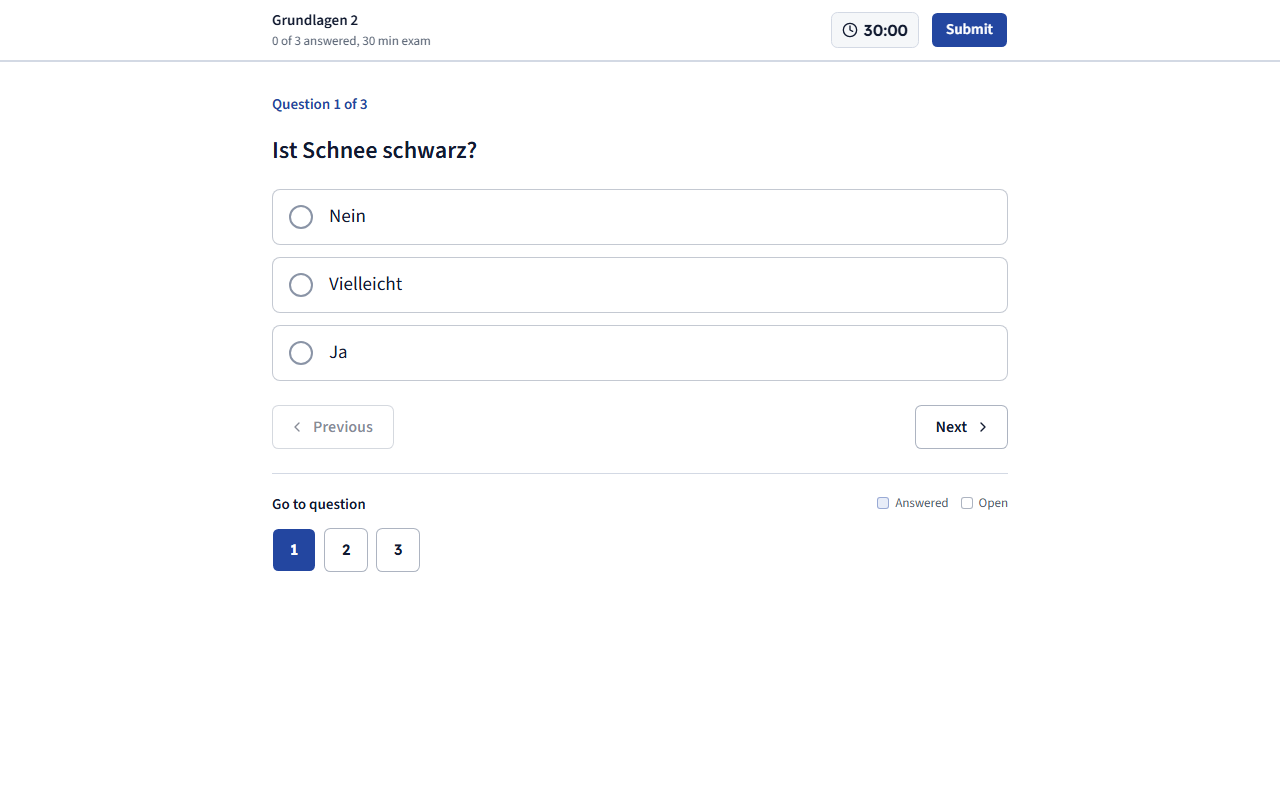 Grundlagen 2
0 of 3 answered, 30 min exam
30:00
Submit
Question 1 of 3
Ist Schnee schwarz?
Nein
Vielleicht
Ja
Previous
Next
Go to question
Answered
Open
1
2
3